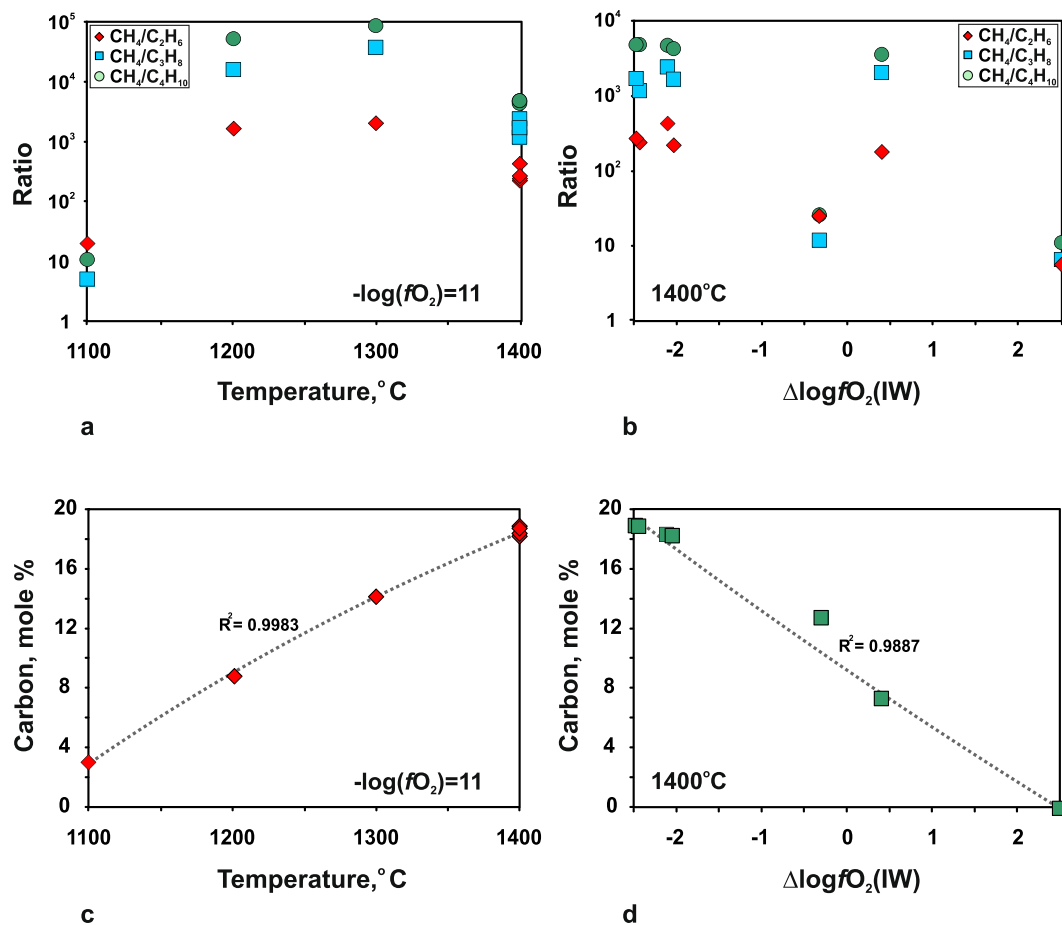 CH₄/C₂H₆
CH₄/C₃H₈
CH₄/C₄H₁₀
10⁵
10⁴
10³
10²
10
1
Ratio
-log(fO₂)=11
1100
1200
1300
1400
Temperature,°C
a
CH₄/C₂H₆
CH₄/C₃H₈
CH₄/C₄H₁₀
10⁴
10³
10²
10
1
Ratio
1400°C
-2
-1
0
1
2
ΔlogfO₂(IW)
b
20
16
12
8
4
0
Carbon, mole %
R²= 0.9983
-log(fO₂)=11
1100
1200
1300
1400
Temperature,°C
c
20
16
12
8
4
0
Carbon, mole %
R²= 0.9887
1400°C
-2
-1
0
1
2
ΔlogfO₂(IW)
d